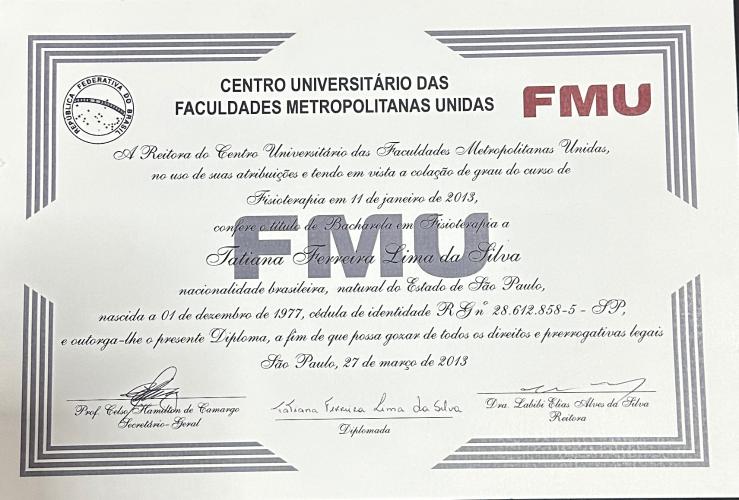 REPÚBLICA FEDERATIVA DO BRASIL
CENTRO UNIVERSITÁRIO DAS
FACULDADES METROPOLITANAS UNIDAS
FMU
A Reitora do Centro Universitário das Faculdades Metropolitanas Unidas,
no uso de suas atribuições e tendo em vista a colação de grau do curso de
Fisioterapia em 11 de janeiro de 2013,
confere o título de Bacharela em Fisioterapia a
FMU
Tatiana Ferreira Lima da Silva
nacionalidade brasileira, natural do Estado de São Paulo,
nascida a 01 de dezembro de 1977, cédula de identidade RG nº 28.612.858-5 - SP,
e outorga-lhe o presente Diploma, a fim de que possa gozar de todos os direitos e prerrogativas legais
São Paulo, 27 de março de 2013
Prof. Celso Hamilton de Camargo
Secretário-Geral
Tatiana Ferreira Lima da Silva
Diplomada
Dra. Labibi Elias Alves da Silva
Reitora